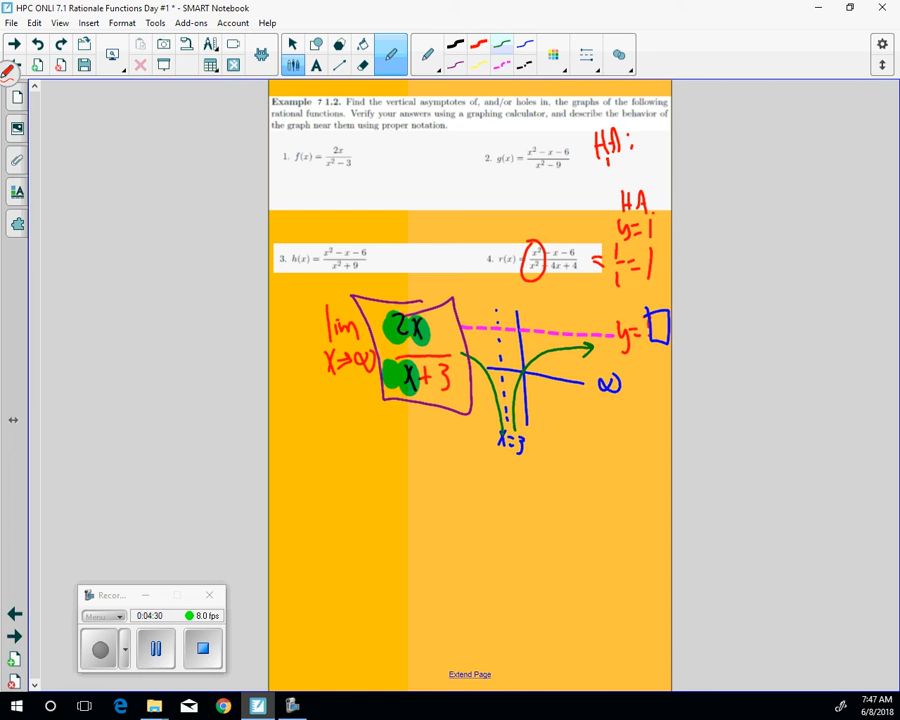 HPC ONLI 7.1 Rationale Functions Day #1 * - SMART Notebook
File Edit View Insert Format Tools Add-ons Account Help
Example 7 1.2. Find the vertical asymptotes of, and/or holes in, the graphs of the following
rational functions. Verify your answers using a graphing calculator, and describe the behavior of
the graph near them using proper notation.
1. f(x) = 2x / x² − 3
2. g(x) = x² − x − 6 / x² − 9
HA:
HA.
y=1
3. h(x) = x² − x − 6 / x² + 9
4. r(x) = x² − x − 6 / x² + 4x + 4
= 1/1 = 1
lim x→∞ 2x / x+3
y=
∞
x=3
Recor...
Menu
0:04:30 8.0 fps
Extend Page
7:47 AM
6/8/2018